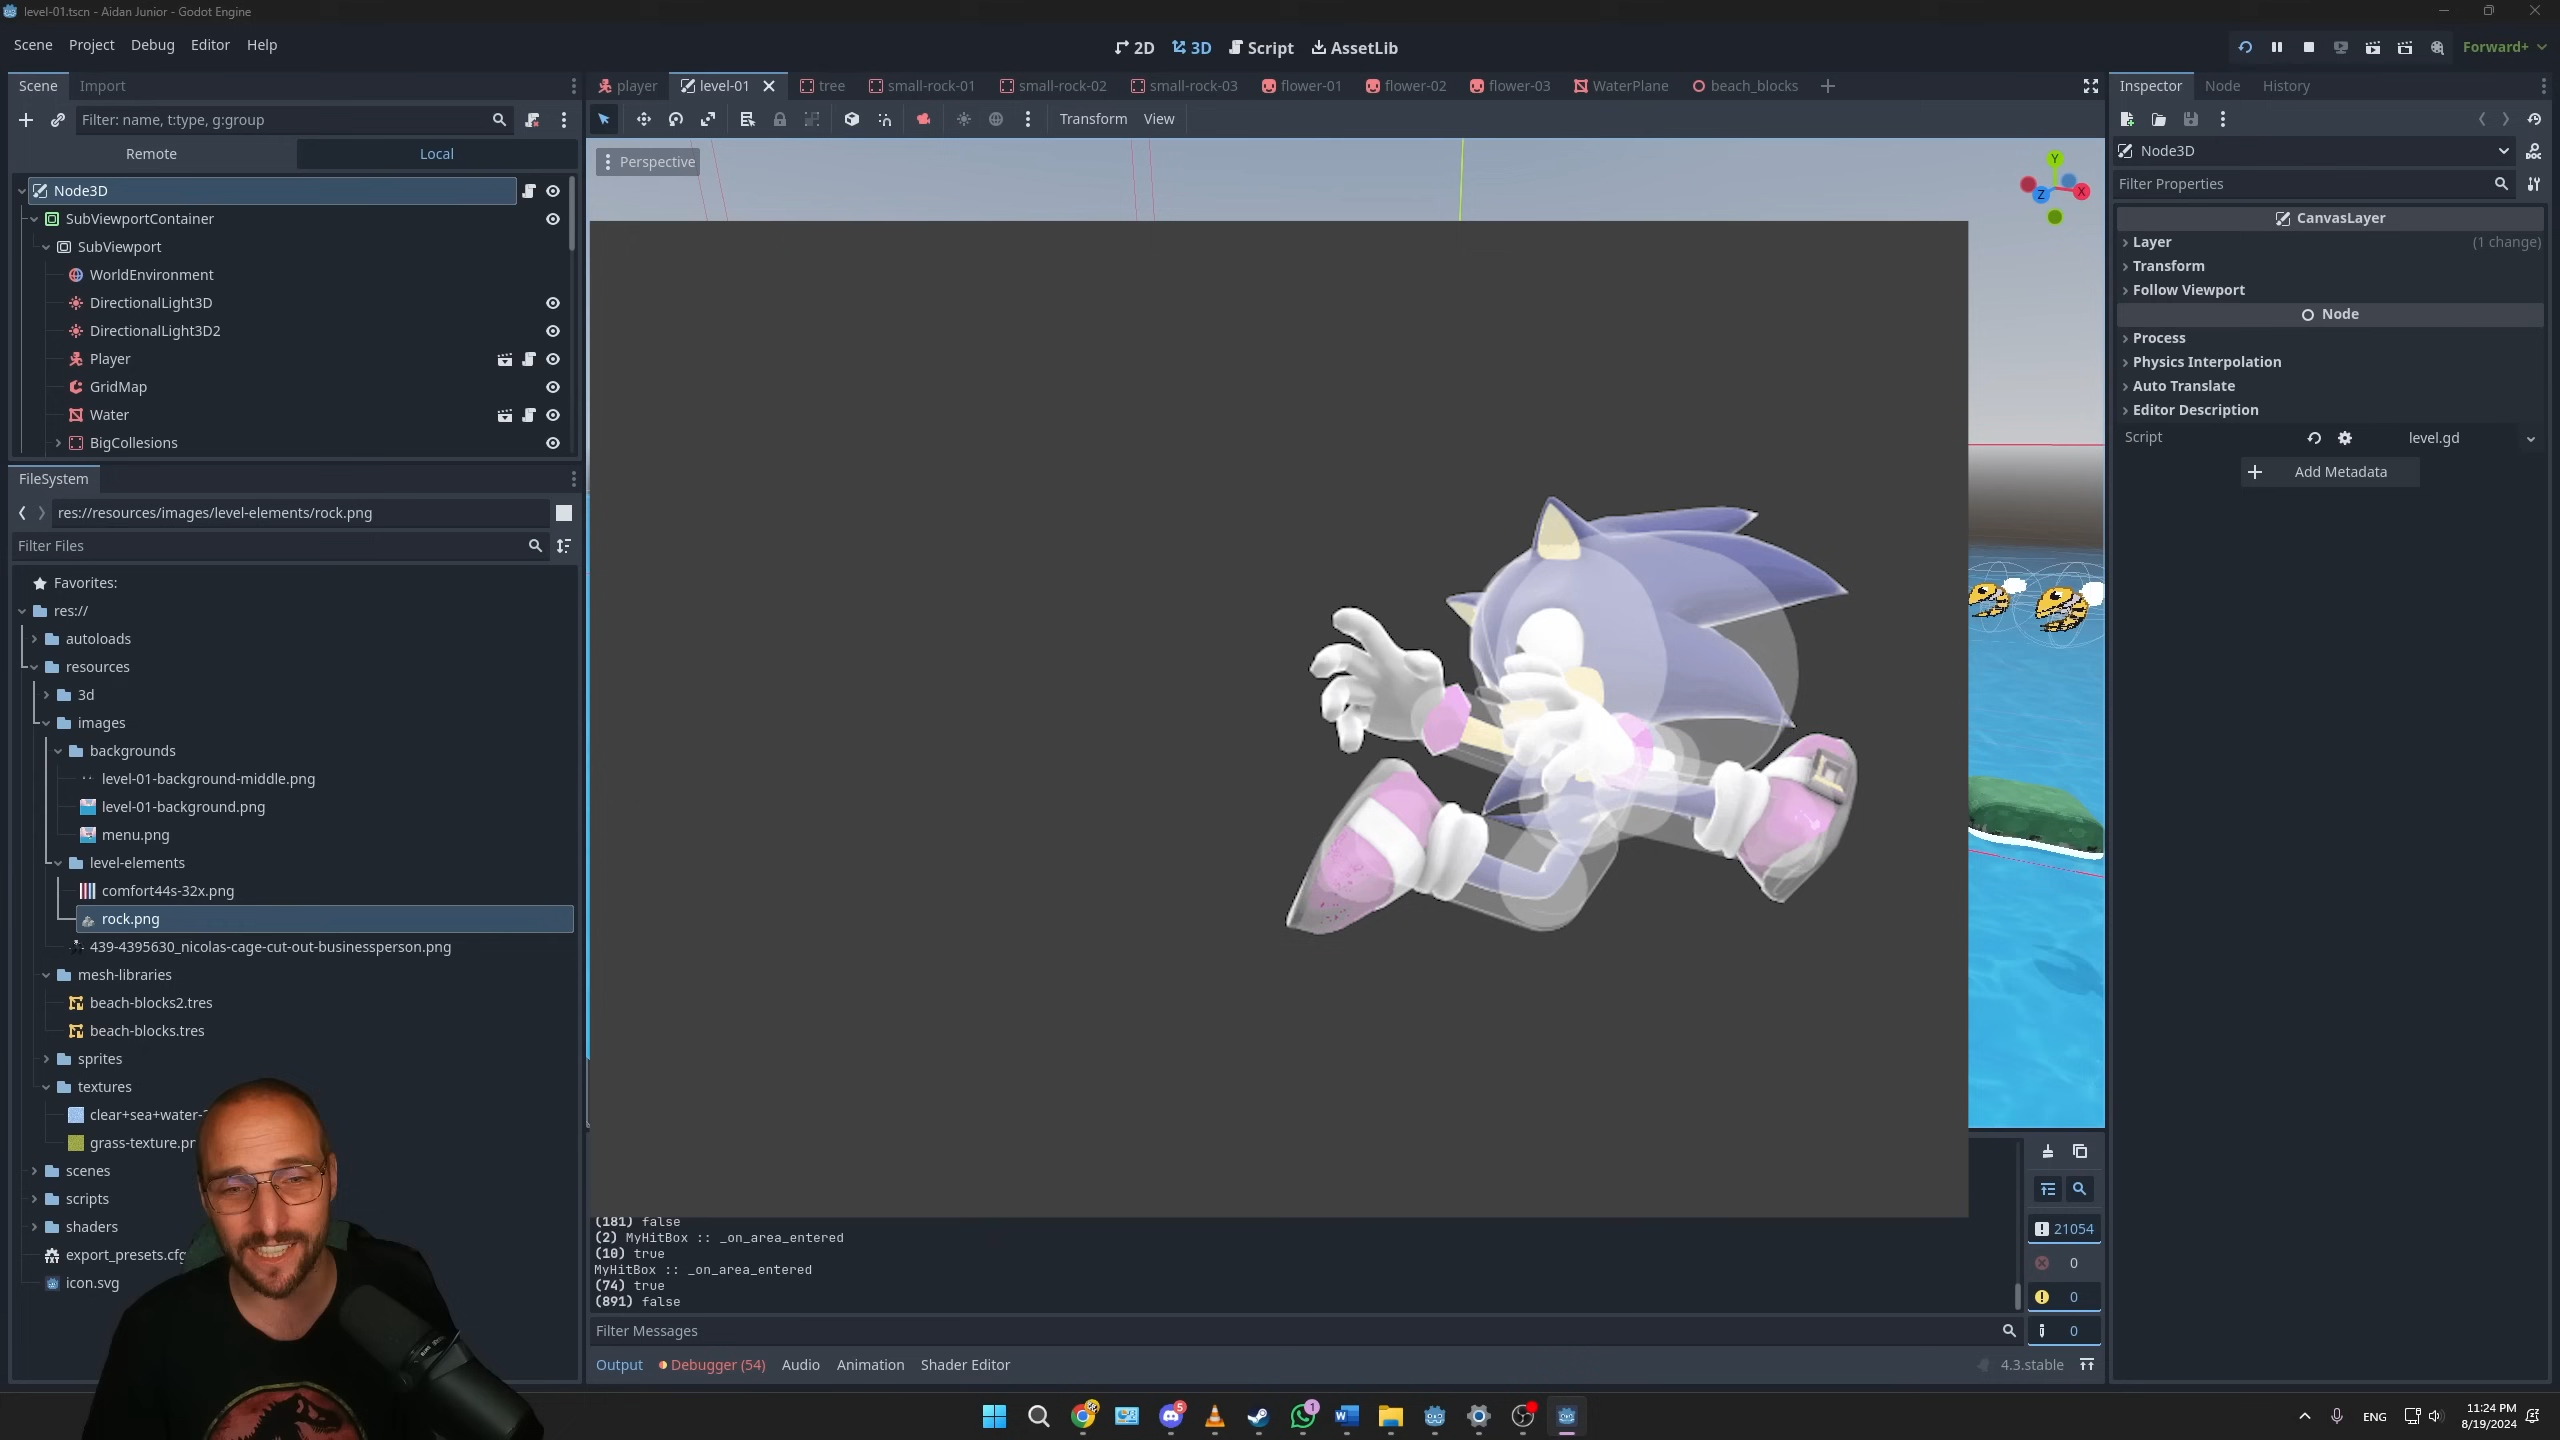 level-01.tscn - Aidan Junior - Godot Engine
Scene Project Debug Editor Help
2D 3D Script AssetLib
Forward+
Scene Import
player level-01 tree small-rock-01 small-rock-02 small-rock-03 flower-01 flower-02 flower-03 WaterPlane beach_blocks
Inspector Node History
Filter: name, t:type, g:group
Transform View
Remote Local
Perspective
Y
X
Z
Node3D
Filter Properties
Node3D
SubViewportContainer
SubViewport
WorldEnvironment
DirectionalLight3D
DirectionalLight3D2
Player
GridMap
Water
BigCollesions
CanvasLayer
Layer (1 change)
Transform
Follow Viewport
Node
Process
Physics Interpolation
Auto Translate
Editor Description
Script level.gd
Add Metadata
FileSystem
res://resources/images/level-elements/rock.png
Filter Files
Favorites:
res://
autoloads
resources
3d
images
backgrounds
level-01-background-middle.png
level-01-background.png
menu.png
level-elements
comfort44s-32x.png
rock.png
439-4395630_nicolas-cage-cut-out-businessperson.png
mesh-libraries
beach-blocks2.tres
beach-blocks.tres
sprites
textures
clear+sea+water-
grass-texture.pr
scenes
scripts
shaders
export_presets.cfg
icon.svg
(181) false
(2) MyHitBox :: _on_area_entered
(10) true
MyHitBox :: _on_area_entered
(74) true
(891) false
21054
0
0
0
Filter Messages
Output Debugger (54) Audio Animation Shader Editor
4.3.stable
5
1
ENG
11:24 PM
8/19/2024